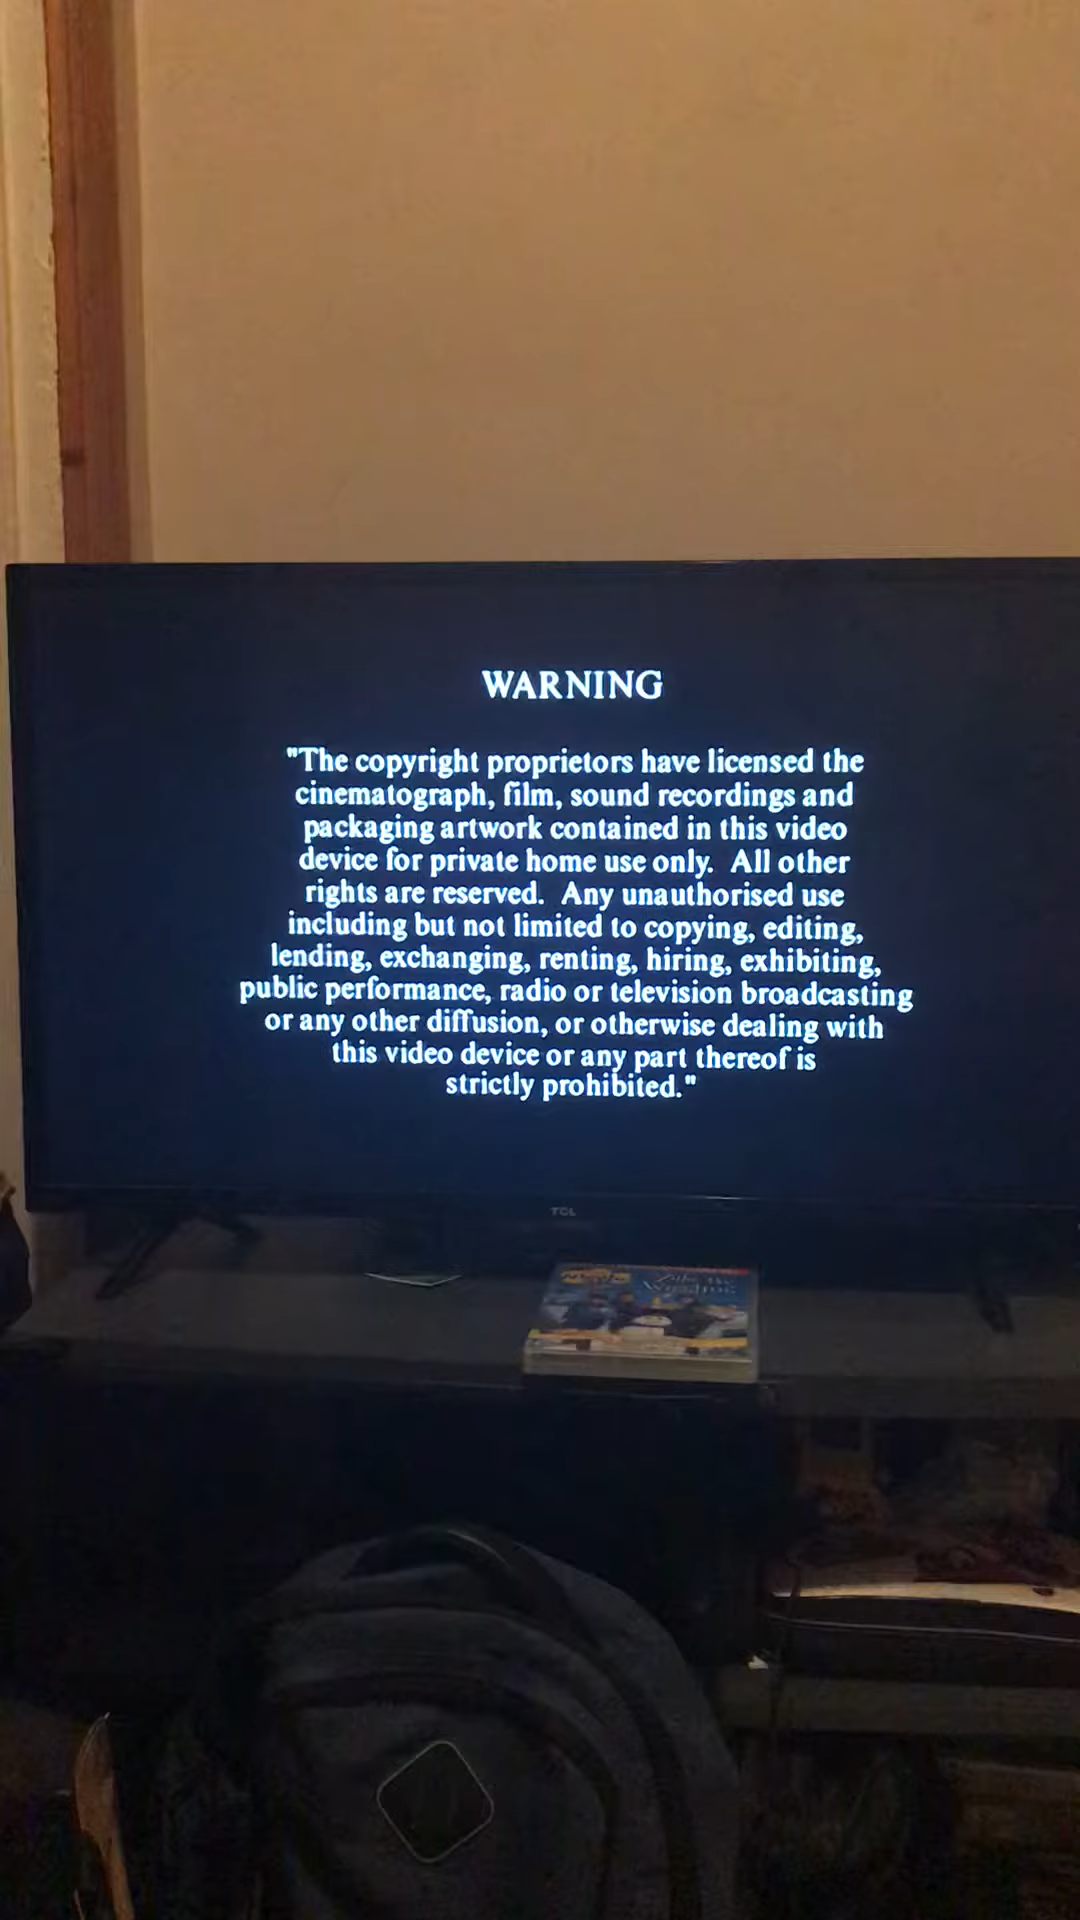 WARNING
"The copyright proprietors have licensed the
cinematograph, film, sound recordings and
packaging artwork contained in this video
device for private home use only.  All other
rights are reserved.  Any unauthorised use
including but not limited to copying, editing,
lending, exchanging, renting, hiring, exhibiting,
public performance, radio or television broadcasting
or any other diffusion, or otherwise dealing with
this video device or any part thereof is
strictly prohibited."
TCL